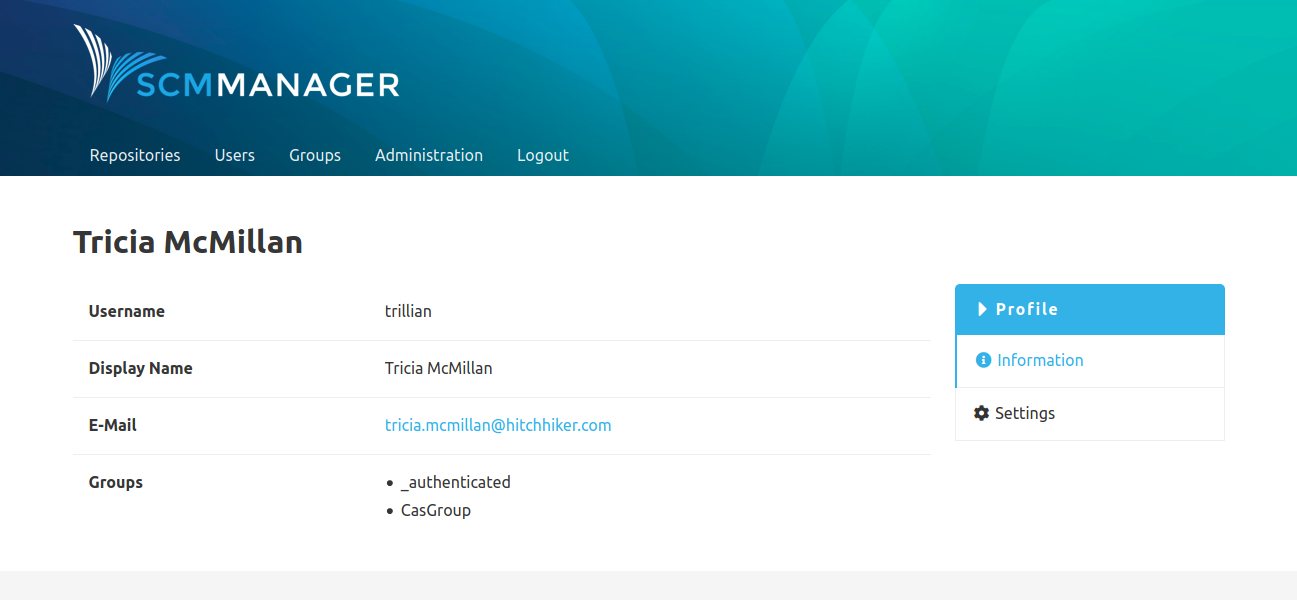 SCMMANAGER
Repositories Users Groups Administration Logout
Tricia McMillan
Username trillian
Display Name Tricia McMillan
E-Mail tricia.mcmillan@hitchhiker.com
Groups • _authenticated
• CasGroup
Profile
Information
Settings